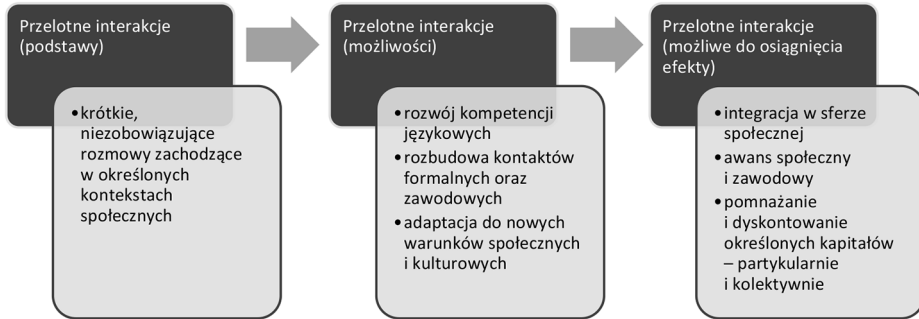 Przelotne interakcje
(podstawy)
• krótkie,
niezobowiązujące
rozmowy zachodzące
w określonych
kontekstach
społecznych
Przelotne interakcje
(możliwości)
• rozwój kompetencji
językowych
• rozbudowa kontaktów
formalnych oraz
zawodowych
• adaptacja do nowych
warunków społecznych
i kulturowych
Przelotne interakcje
(możliwe do osiągnięcia
efekty)
• integracja w sferze
społecznej
• awans społeczny
i zawodowy
• pomnażanie
i dyskontowanie
określonych kapitałów
– partykularnie
i kolektywnie